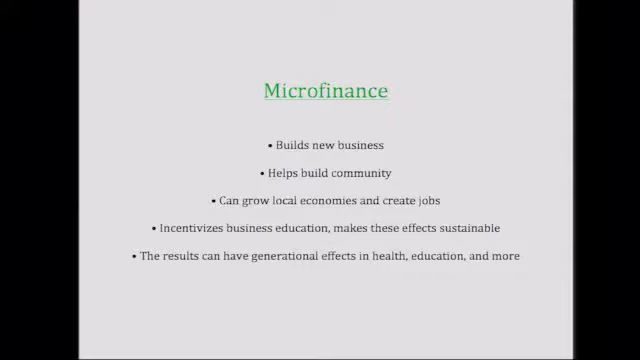 Microfinance
• Builds new business
• Helps build community
• Can grow local economies and create jobs
• Incentivizes business education, makes these effects sustainable
• The results can have generational effects in health, education, and more